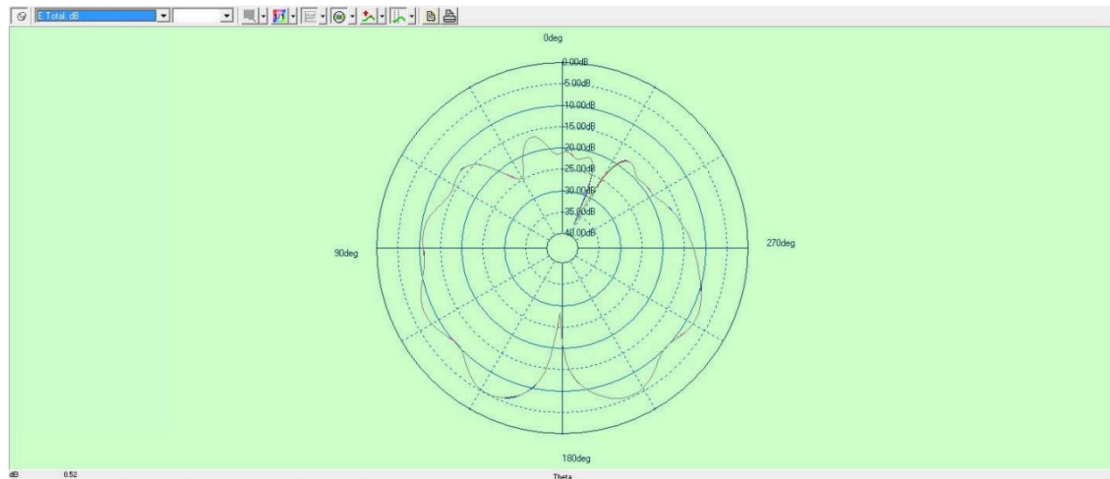 E Total. dB
0deg
0.00dB
5.00dB
10.00dB
15.00dB
20.00dB
25.00dB
30.00dB
35.00dB
40.00dB
90deg
270deg
180deg
dB 0.52 Theta